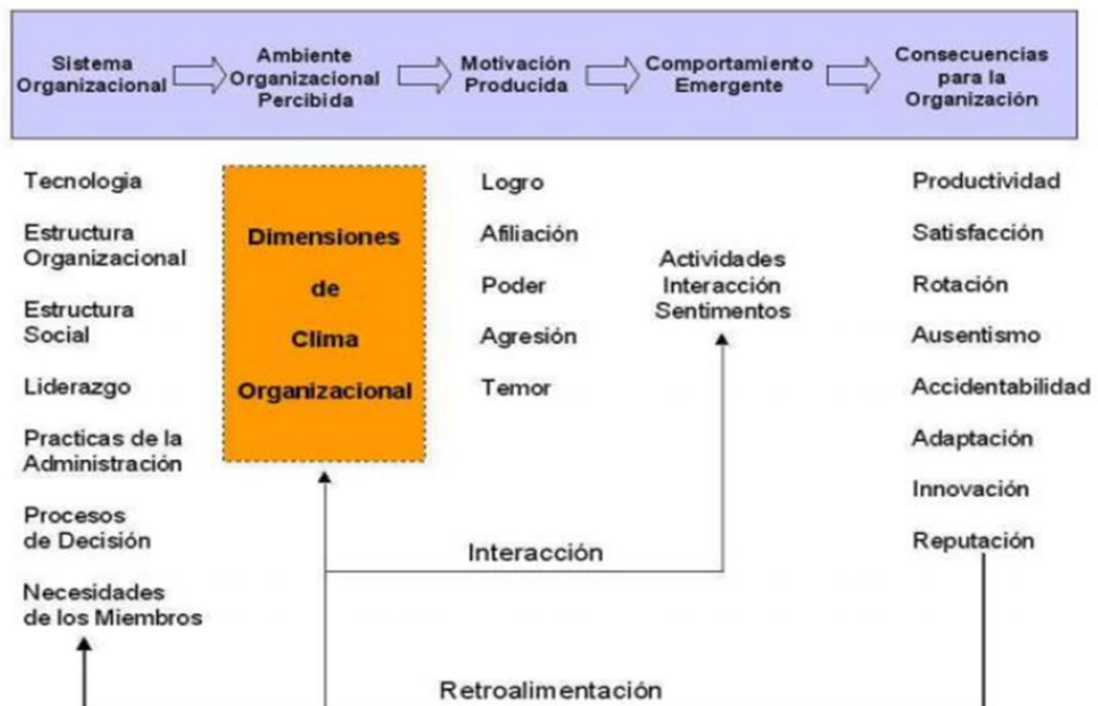 Sistema
Organizacional
Ambiente
Organizacional
Percibida
Motivación
Producida
Comportamiento
Emergente
Consecuencias
para la
Organización
Tecnologia
Estructura
Organizacional
Estructura
Social
Liderazgo
Practicas de la
Administración
Procesos
de Decisión
Necesidades
de los Miembros
Dimensiones
de
Clima
Organizacional
Logro
Afiliación
Poder
Agresión
Temor
Actividades
Interacción
Sentimentos
Productividad
Satisfacción
Rotación
Ausentismo
Accidentabilidad
Adaptación
Innovación
Reputación
Interacción
Retroalimentación